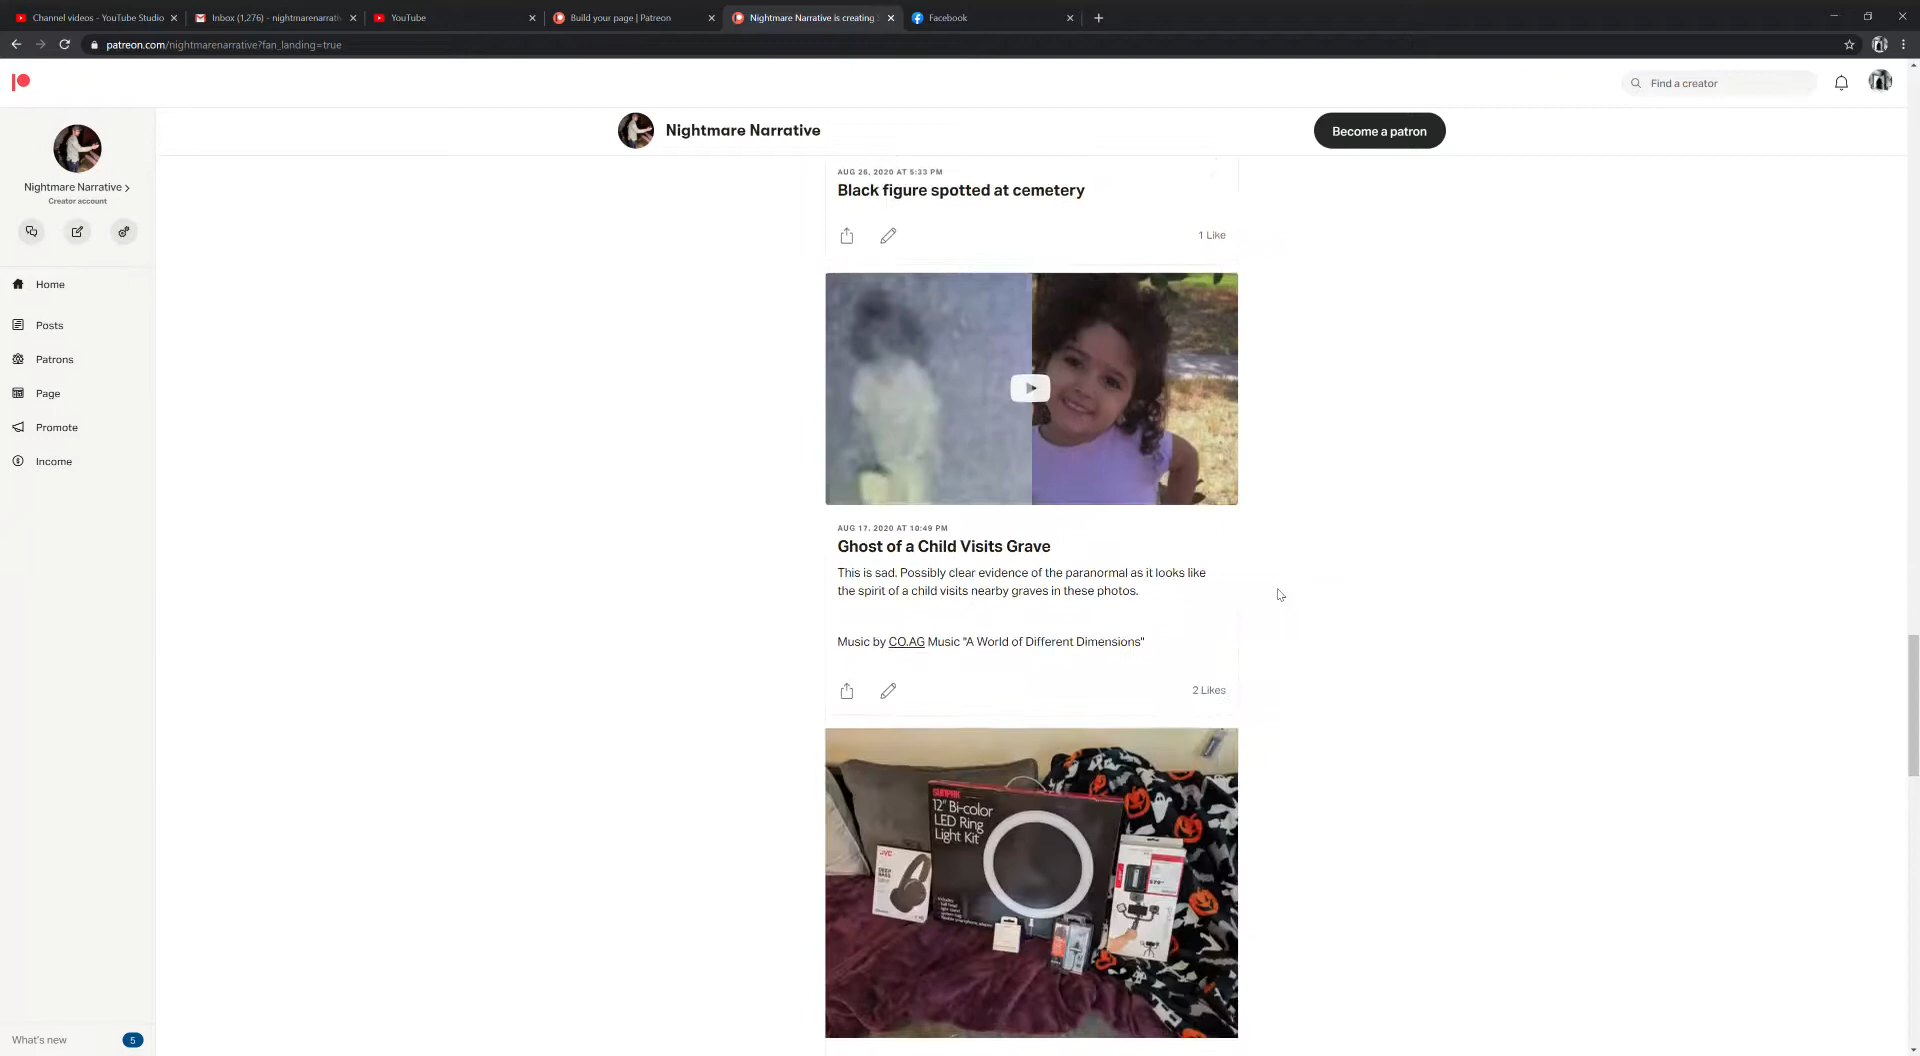 Channel videos - YouTube Studio
Inbox (1,276) - nightmarenarrativ
YouTube
Build your page | Patreon
Nightmare Narrative is creating
Facebook
patreon.com/nightmarenarrative?fan_landing=true
Find a creator
Nightmare Narrative
Creator account
Home
Posts
Patrons
Page
Promote
Income
What's new
5
Nightmare Narrative
Become a patron
AUG 26, 2020 AT 5:33 PM
Black figure spotted at cemetery
1 Like
AUG 17, 2020 AT 10:49 PM
Ghost of a Child Visits Grave
This is sad. Possibly clear evidence of the paranormal as it looks like
the spirit of a child visits nearby graves in these photos.
Music by CO.AG Music "A World of Different Dimensions"
2 Likes
SUNPAK
12" Bi-color
LED Ring
Light Kit
JVC
DEEP
BASS